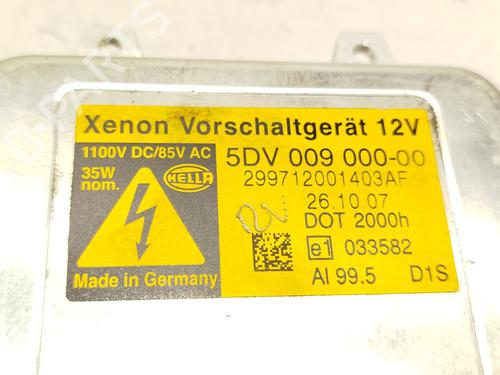 Xenon Vorschaltgerät 12V
1100V DC/85V AC
35W
nom.
HELLA
Made in Germany
5DV 009 000-00
299712001403AF
26.10.07
DOT 2000h
e1 033582
Al 99.5 D1S